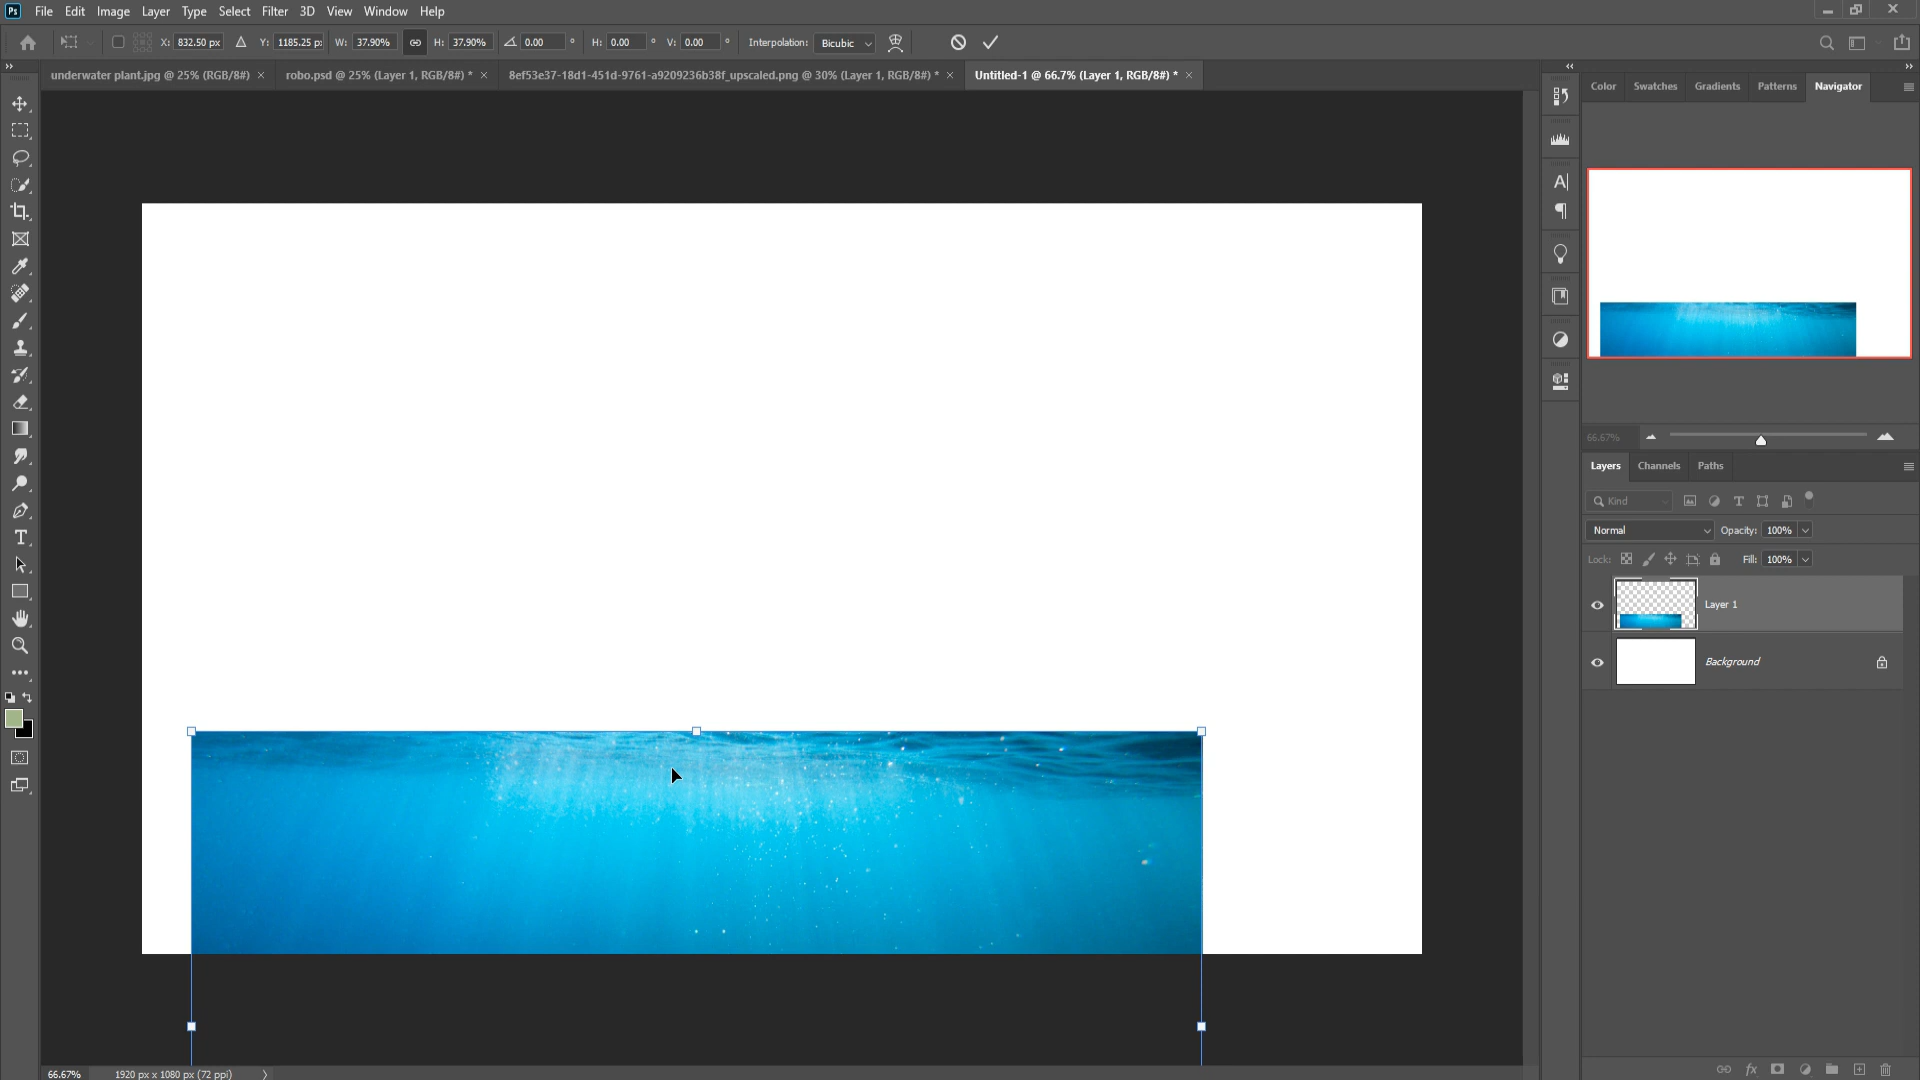 Ps File Edit Image Layer Type Select Filter 3D View Window Help
X: 832.50 px Y: 1185.25 px W: 37.90% H: 37.90% 0.00 ° H: 0.00 ° V: 0.00 ° Interpolation: Bicubic
underwater plant.jpg @ 25% (RGB/8#) × robo.psd @ 25% (Layer 1, RGB/8#) * × 8ef53e37-18d1-451d-9761-a9209236b38f_upscaled.png @ 30% (Layer 1, RGB/8#) * × Untitled-1 @ 66.7% (Layer 1, RGB/8#) * ×
Color Swatches Gradients Patterns Navigator
66.67%
Layers Channels Paths
Kind
Normal Opacity: 100%
Lock: Fill: 100%
Layer 1
Background
66.67% 1920 px x 1080 px (72 ppi)